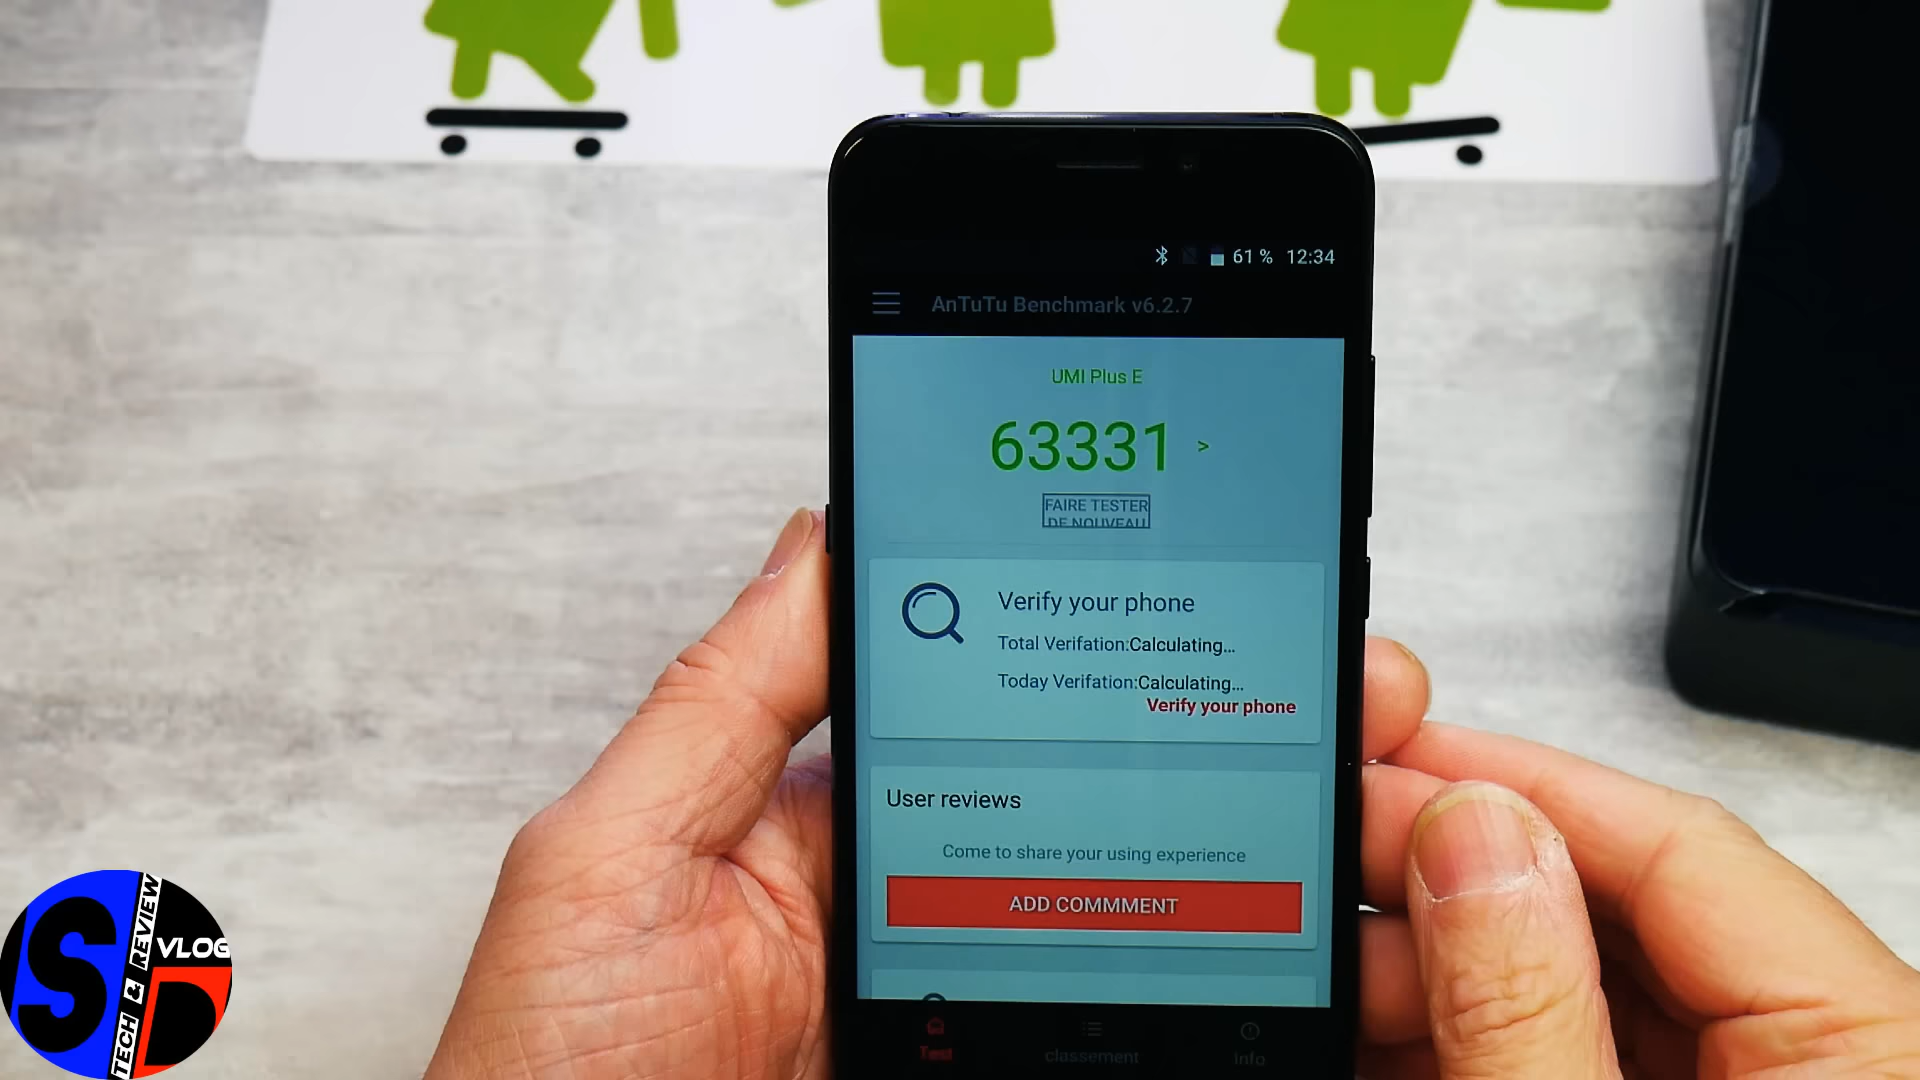 61 % 12:34
AnTuTu Benchmark v6.2.7
UMI Plus E
63331 >
FAIRE TESTER
DE NOUVEAU
Verify your phone
Total Verifation:Calculating...
Today Verifation:Calculating...
Verify your phone
User reviews
Come to share your using experience
ADD COMMMENT
Test
classement
Info
SD
TECH & REVIEW
VLOG